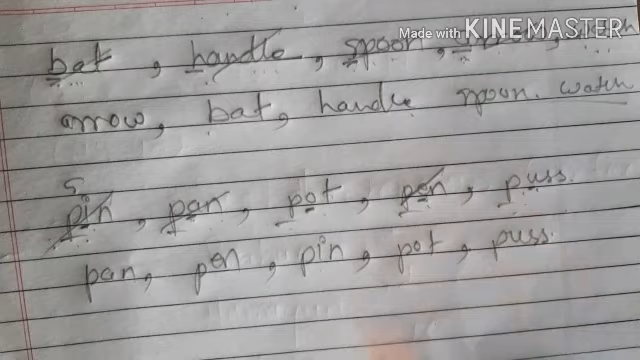 Made with KINEMASTER
bat, handle, spoon,
arrow, bat, handle spoon. watch
5
pin, pan, pot, pen, puss.
pan, pen, pin, pot, puss.